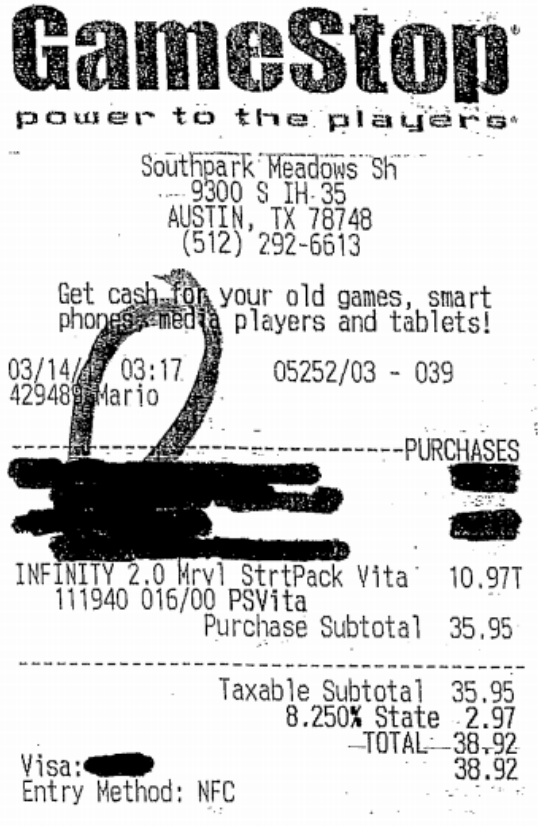 GameStop
power to the players
Southpark Meadows Sh
9300 S IH-35
AUSTIN, TX 78748
(512) 292-6613
Get cash for your old games, smart
phones, media players and tablets!
03/14/ 03:17 05252/03 - 039
429489 Mario
PURCHASES
INFINITY 2.0 Mrvl StrtPack Vita 10.97T
111940 016/00 PSVita
Purchase Subtotal 35.95
Taxable Subtotal 35.95
8.250% State 2.97
TOTAL 38.92
38.92
Visa:
Entry Method: NFC